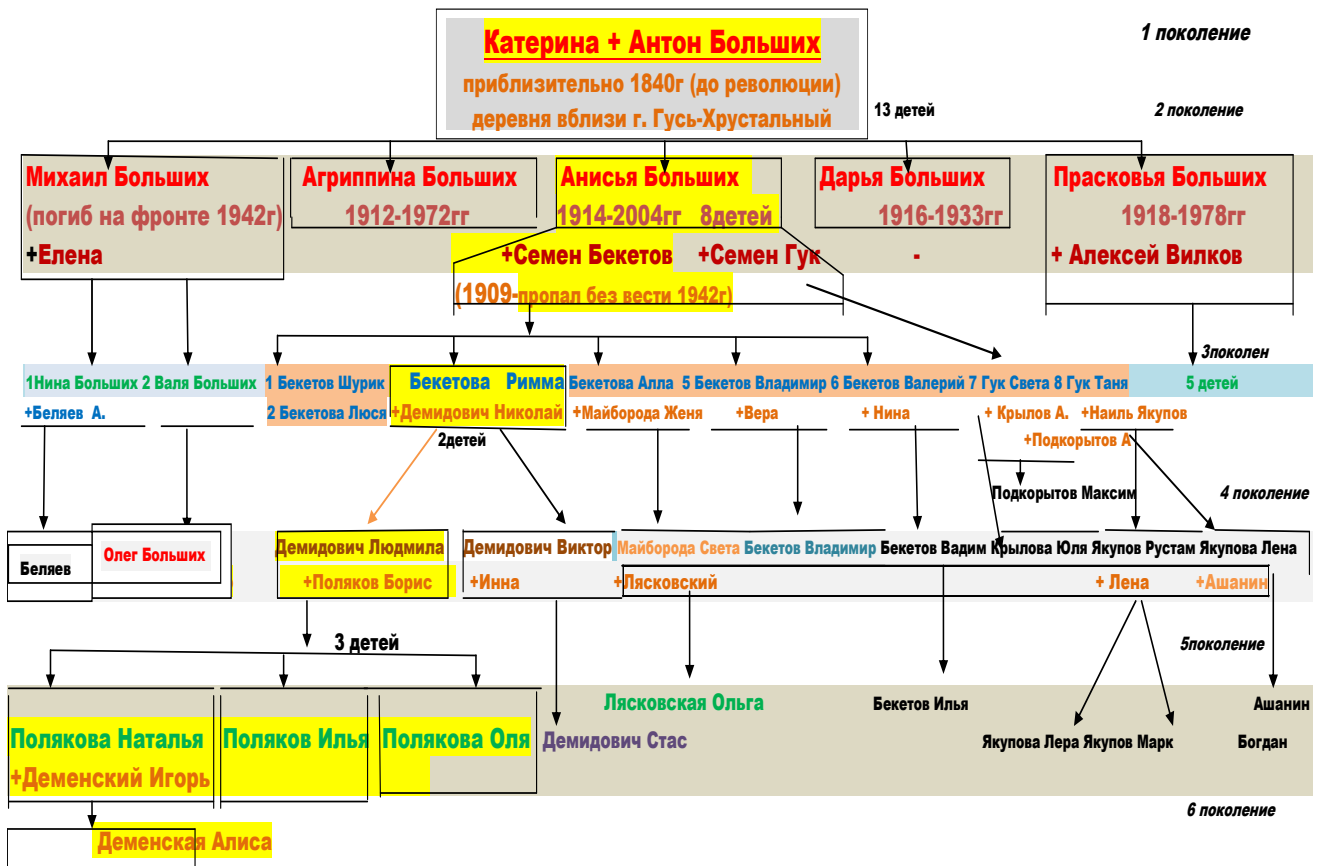 Катерина + Антон Больших
1 поколение
приблизительно 1840г (до революции)
деревня вблизи г. Гусь-Хрустальный
13 детей
2 поколение
Михаил Больших
(погиб на фронте 1942г)
+Елена
Агриппина Больших
1912-1972гг
Анисья Больших
1914-2004гг 8детей
+Семен Бекетов +Семен Гук
(1909-пропал без вести 1942г)
Дарья Больших
1916-1933гг
-
Прасковья Больших
1918-1978гг
+ Алексей Вилков
3поколен
1Нина Больших 2 Валя Больших
+Беляев А.
1 Бекетов Шурик
2 Бекетова Люся
Бекетова Римма
+Демидович Николай
2детей
Бекетова Алла 5 Бекетов Владимир 6 Бекетов Валерий 7 Гук Света 8 Гук Таня
5 детей
+Майборода Женя +Вера + Нина + Крылов А. +Наиль Якупов
+Подкорытов А
Подкорытов Максим
4 поколение
Беляев
Олег Больших
Демидович Людмила
+Поляков Борис
Демидович Виктор
+Инна
Майборода Света Бекетов Владимир Бекетов Вадим Крылова Юля Якупов Рустам Якупова Лена
+Лясковский + Лена +Ашанин
3 детей
5поколение
Полякова Наталья
+Деменский Игорь
Поляков Илья
Полякова Оля
Демидович Стас
Лясковская Ольга
Бекетов Илья
Якупова Лера Якупов Марк
Ашанин
Богдан
6 поколение
Деменская Алиса